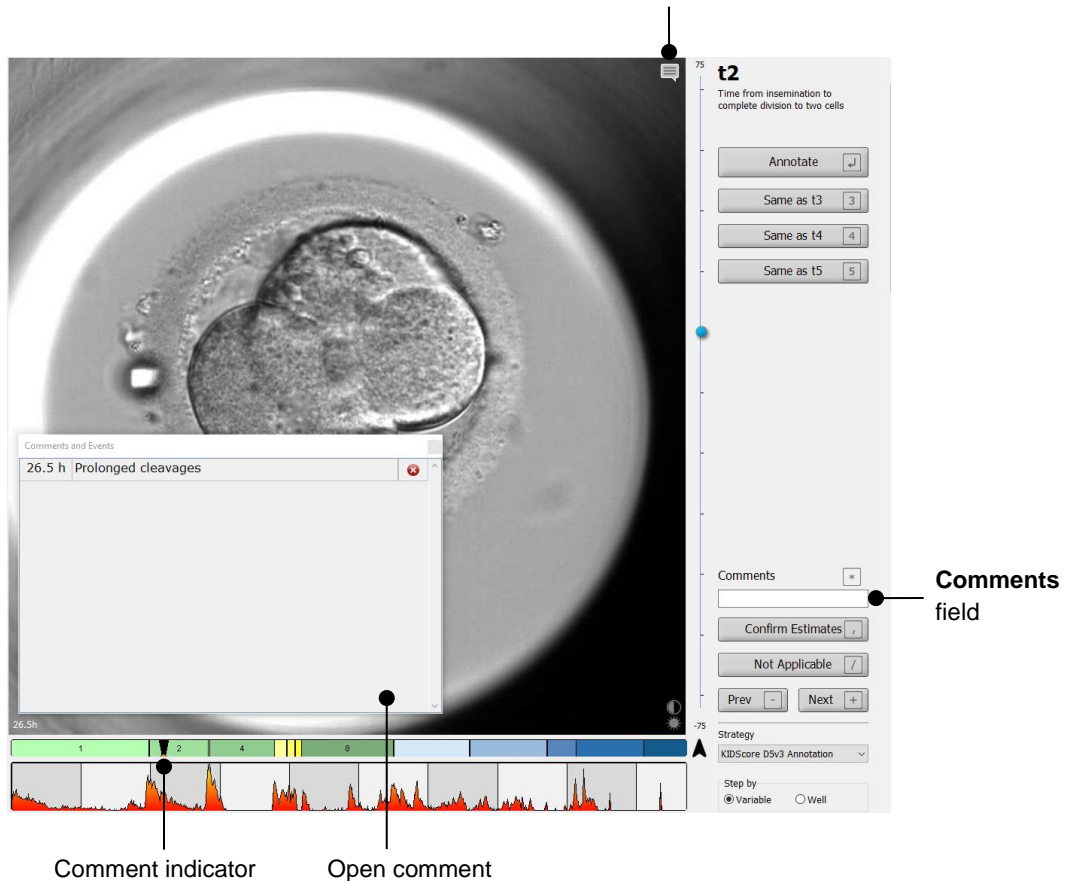 75
t2
Time from insemination to
complete division to two cells
Annotate ↵
Same as t3 3
Same as t4 4
Same as t5 5
Comments and Events
26.5 h Prolonged cleavages
Comments *
Comments
field
Confirm Estimates ,
Not Applicable /
Prev - Next +
26.5h
-75
Strategy
KIDScore D5v3 Annotation
1 2 4 8
Step by
Variable Well
Comment indicator Open comment